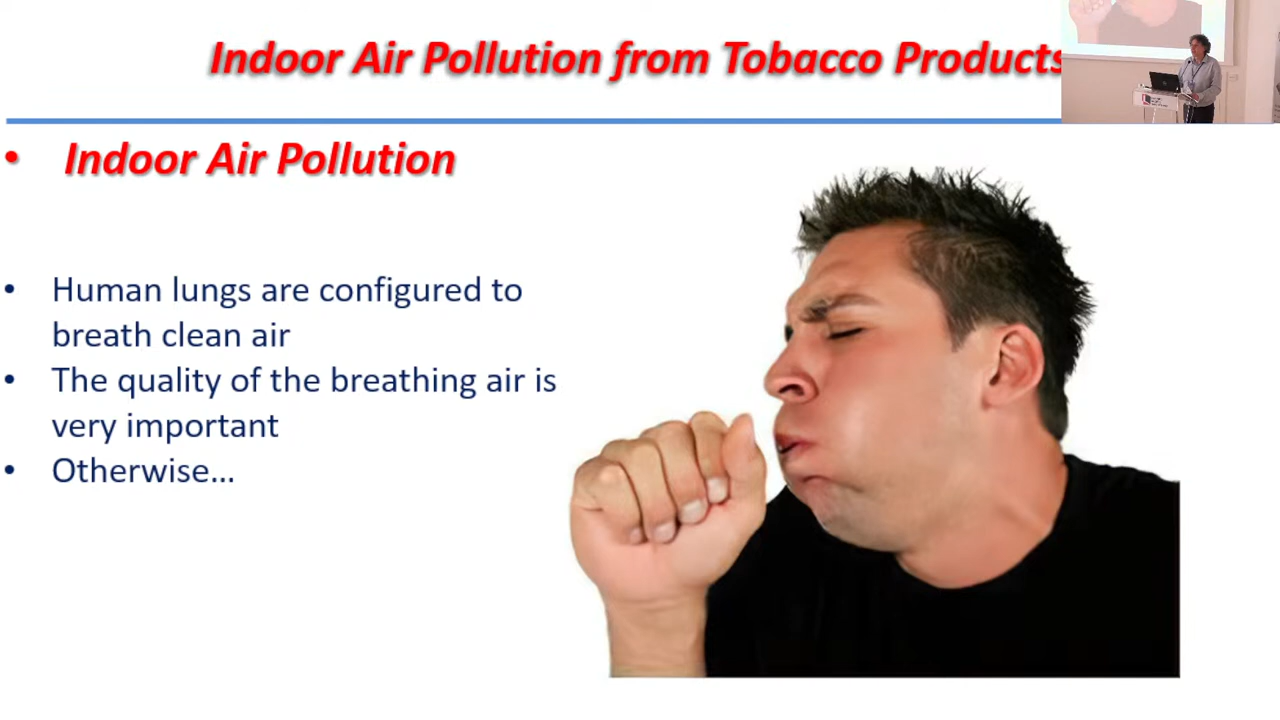 Indoor Air Pollution from Tobacco Products
• Indoor Air Pollution
• Human lungs are configured to
breath clean air
• The quality of the breathing air is
very important
• Otherwise...